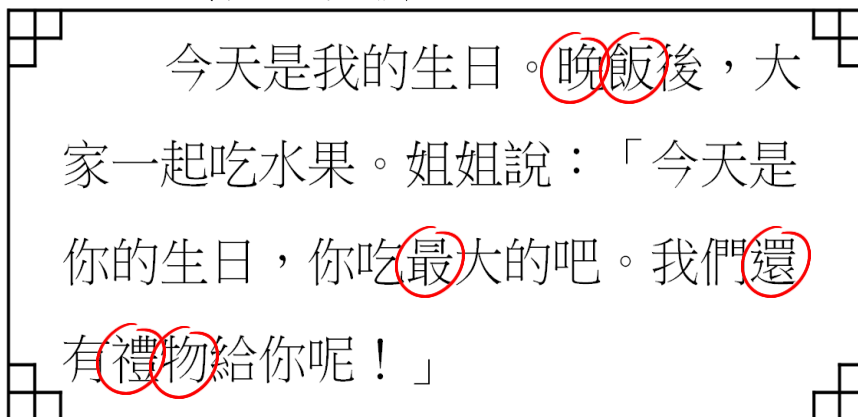 今天是我的生日。晚飯後，大
家一起吃水果。姐姐說：「今天是
你的生日，你吃最大的吧。我們還
有禮物給你呢！」